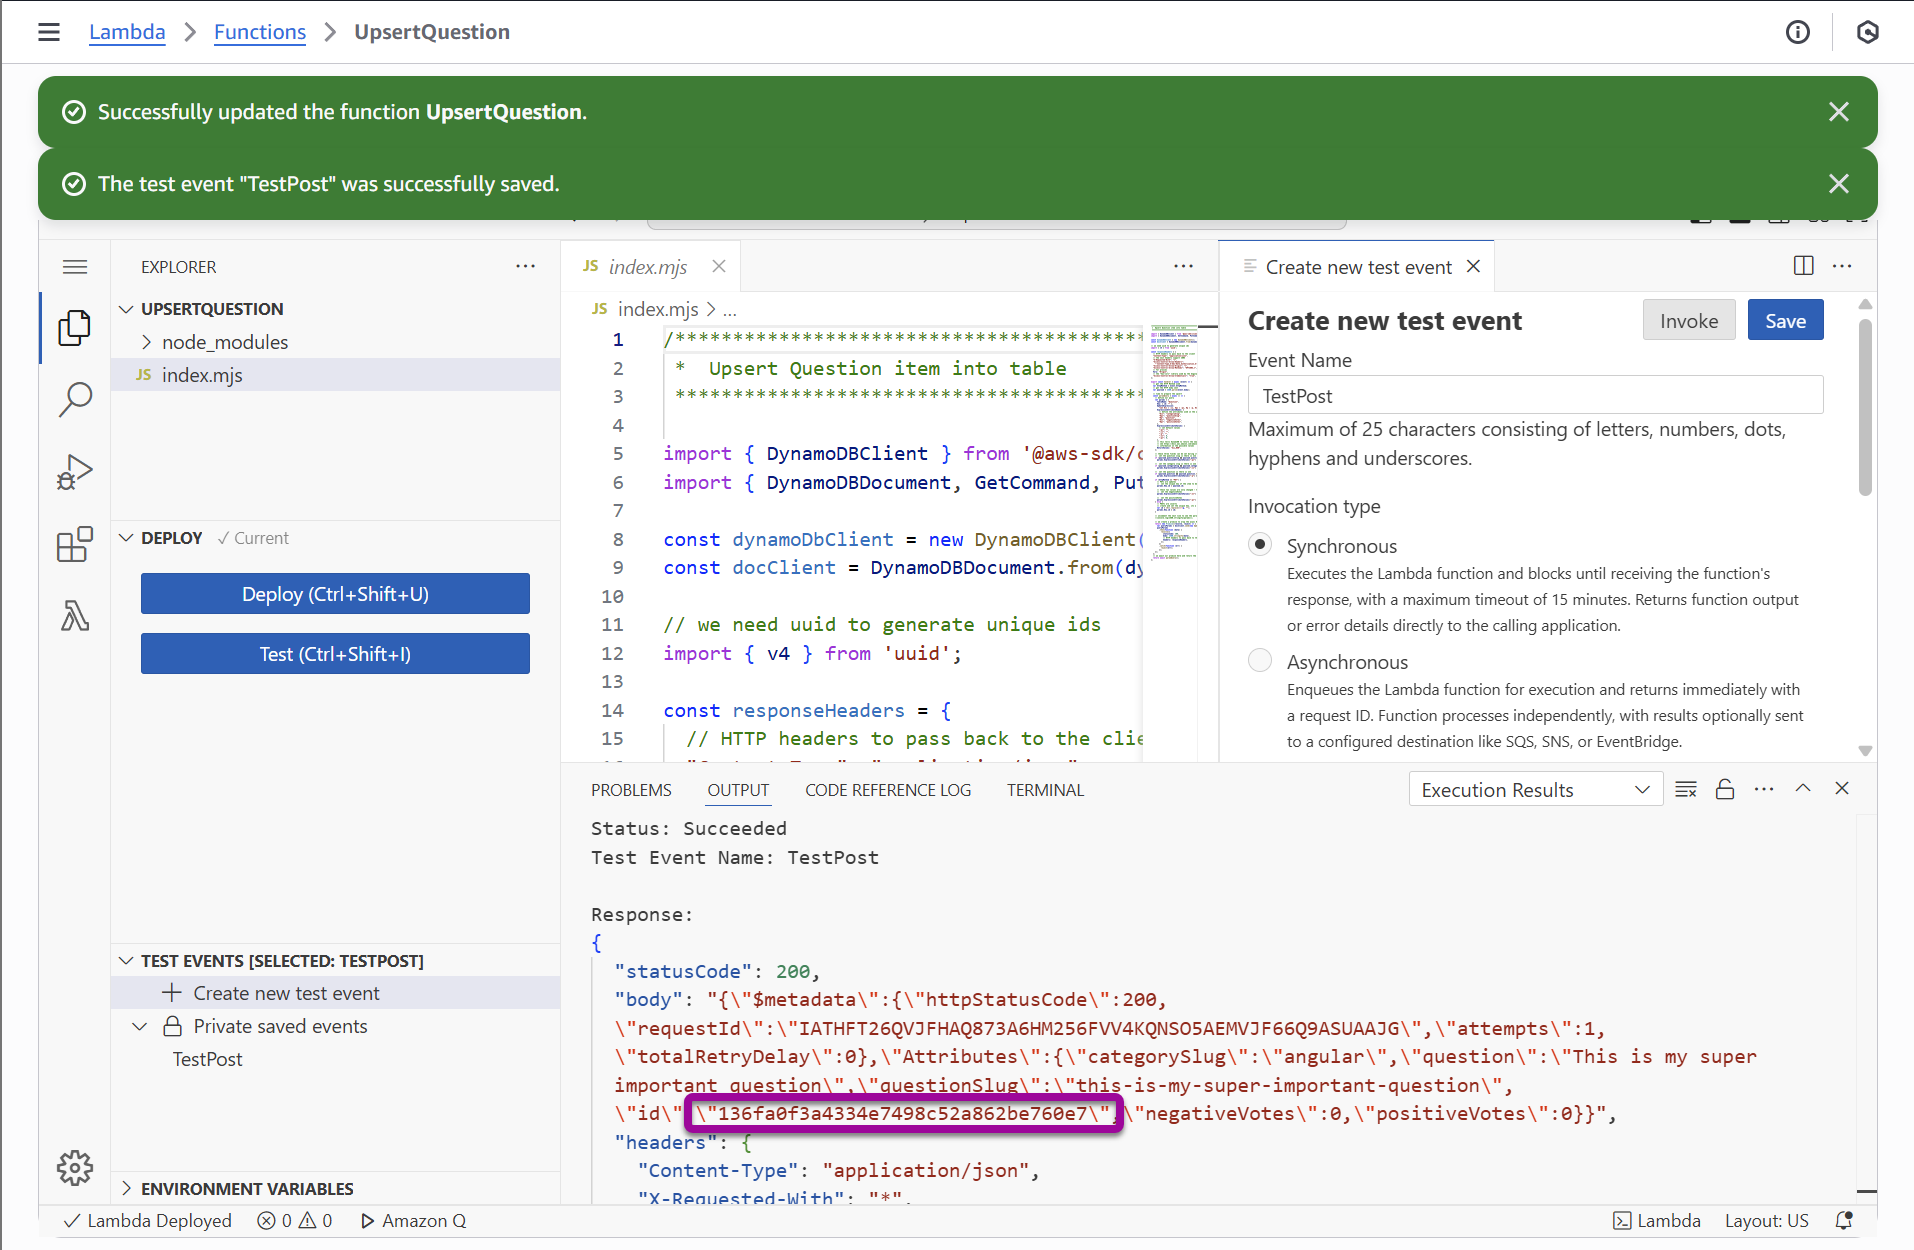 Lambda > Functions > UpsertQuestion
Successfully updated the function UpsertQuestion.
The test event "TestPost" was successfully saved.
EXPLORER
UPSERTQUESTION
node_modules
JS index.mjs
DEPLOY ✓ Current
Deploy (Ctrl+Shift+U)
Test (Ctrl+Shift+I)
TEST EVENTS [SELECTED: TESTPOST]
Create new test event
Private saved events
TestPost
ENVIRONMENT VARIABLES
JS index.mjs
JS index.mjs > ...
1 /*****************************************
2 * Upsert Question item into table
3 *****************************************
4
5 import { DynamoDBClient } from '@aws-sdk/
6 import { DynamoDBDocument, GetCommand, Put
7
8 const dynamoDbClient = new DynamoDBClient(
9 const docClient = DynamoDBDocument.from(dy
10
11 // we need uuid to generate unique ids
12 import { v4 } from 'uuid';
13
14 const responseHeaders = {
15 // HTTP headers to pass back to the clie
Create new test event
Create new test event
Invoke
Save
Event Name
TestPost
Maximum of 25 characters consisting of letters, numbers, dots,
hyphens and underscores.
Invocation type
Synchronous
Executes the Lambda function and blocks until receiving the function's
response, with a maximum timeout of 15 minutes. Returns function output
or error details directly to the calling application.
Asynchronous
Enqueues the Lambda function for execution and returns immediately with
a request ID. Function processes independently, with results optionally sent
to a configured destination like SQS, SNS, or EventBridge.
PROBLEMS OUTPUT CODE REFERENCE LOG TERMINAL
Execution Results
Status: Succeeded
Test Event Name: TestPost
Response:
{
"statusCode": 200,
"body": "{\"$metadata\":{\"httpStatusCode\":200,
\"requestId\":\"IATHFT26QVJFHAQ873A6HM256FVV4KQNSO5AEMVJF66Q9ASUAAJG\",\"attempts\":1,
\"totalRetryDelay\":0},\"Attributes\":{\"categorySlug\":\"angular\",\"question\":\"This is my super
important question\",\"questionSlug\":\"this-is-my-super-important-question\",
\"id\":\"136fa0f3a4334e7498c52a862be760e7\",\"negativeVotes\":0,\"positiveVotes\":0}}",
"headers": {
"Content-Type": "application/json",
"X-Requested-With": "*",
Lambda Deployed
0
0
Amazon Q
Lambda
Layout: US